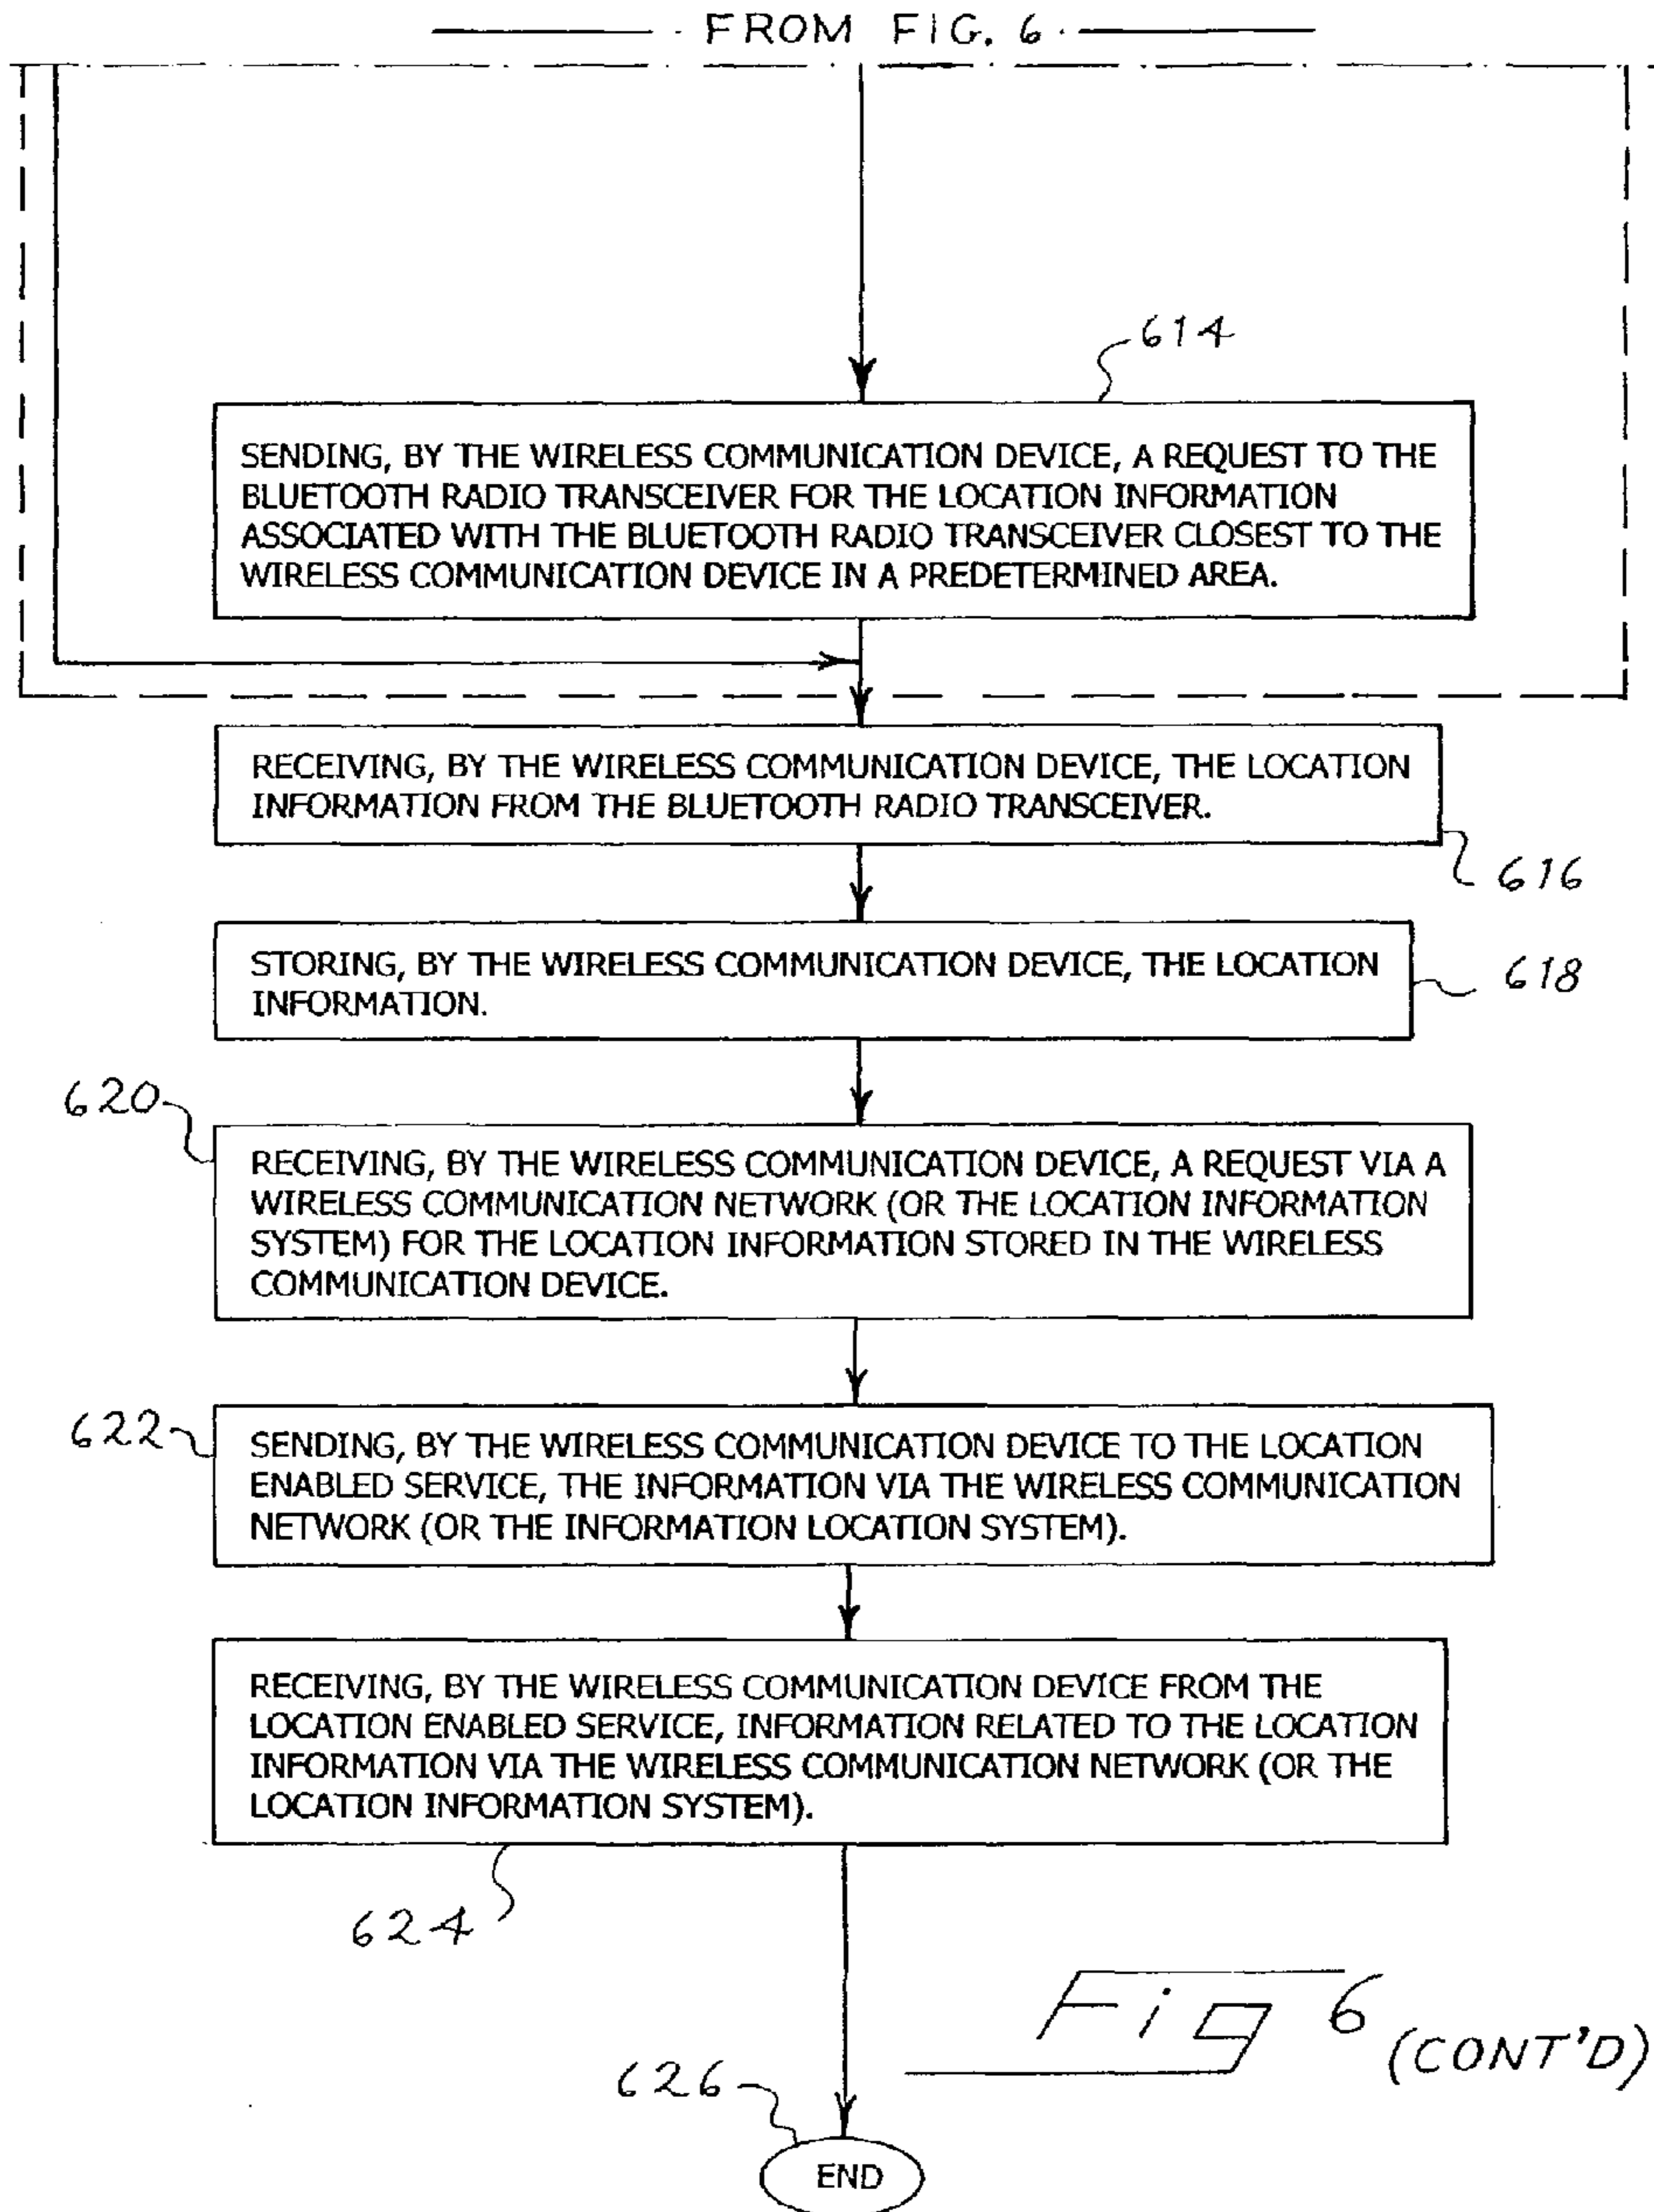 FROM FIG. 6
614
SENDING, BY THE WIRELESS COMMUNICATION DEVICE, A REQUEST TO THE
BLUETOOTH RADIO TRANSCEIVER FOR THE LOCATION INFORMATION
ASSOCIATED WITH THE BLUETOOTH RADIO TRANSCEIVER CLOSEST TO THE
WIRELESS COMMUNICATION DEVICE IN A PREDETERMINED AREA.
RECEIVING, BY THE WIRELESS COMMUNICATION DEVICE, THE LOCATION
INFORMATION FROM THE BLUETOOTH RADIO TRANSCEIVER.
616
STORING, BY THE WIRELESS COMMUNICATION DEVICE, THE LOCATION
INFORMATION.
618
620
RECEIVING, BY THE WIRELESS COMMUNICATION DEVICE, A REQUEST VIA A
WIRELESS COMMUNICATION NETWORK (OR THE LOCATION INFORMATION
SYSTEM) FOR THE LOCATION INFORMATION STORED IN THE WIRELESS
COMMUNICATION DEVICE.
622
SENDING, BY THE WIRELESS COMMUNICATION DEVICE TO THE LOCATION
ENABLED SERVICE, THE INFORMATION VIA THE WIRELESS COMMUNICATION
NETWORK (OR THE INFORMATION LOCATION SYSTEM).
RECEIVING, BY THE WIRELESS COMMUNICATION DEVICE FROM THE
LOCATION ENABLED SERVICE, INFORMATION RELATED TO THE LOCATION
INFORMATION VIA THE WIRELESS COMMUNICATION NETWORK (OR THE
LOCATION INFORMATION SYSTEM).
624
Fig 6 (CONT'D)
626
END